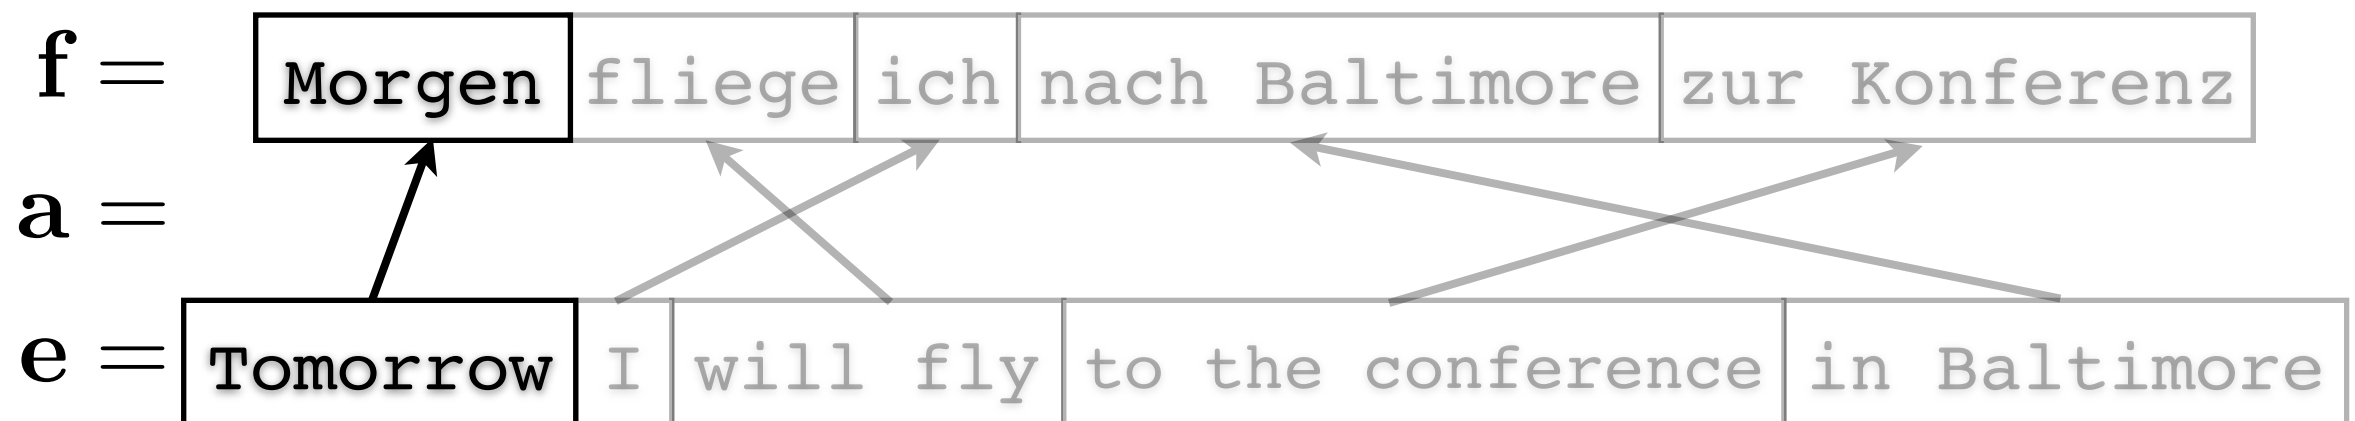 f = Morgen fliege ich nach Baltimore zur Konferenz
a =
e = Tomorrow I will fly to the conference in Baltimore